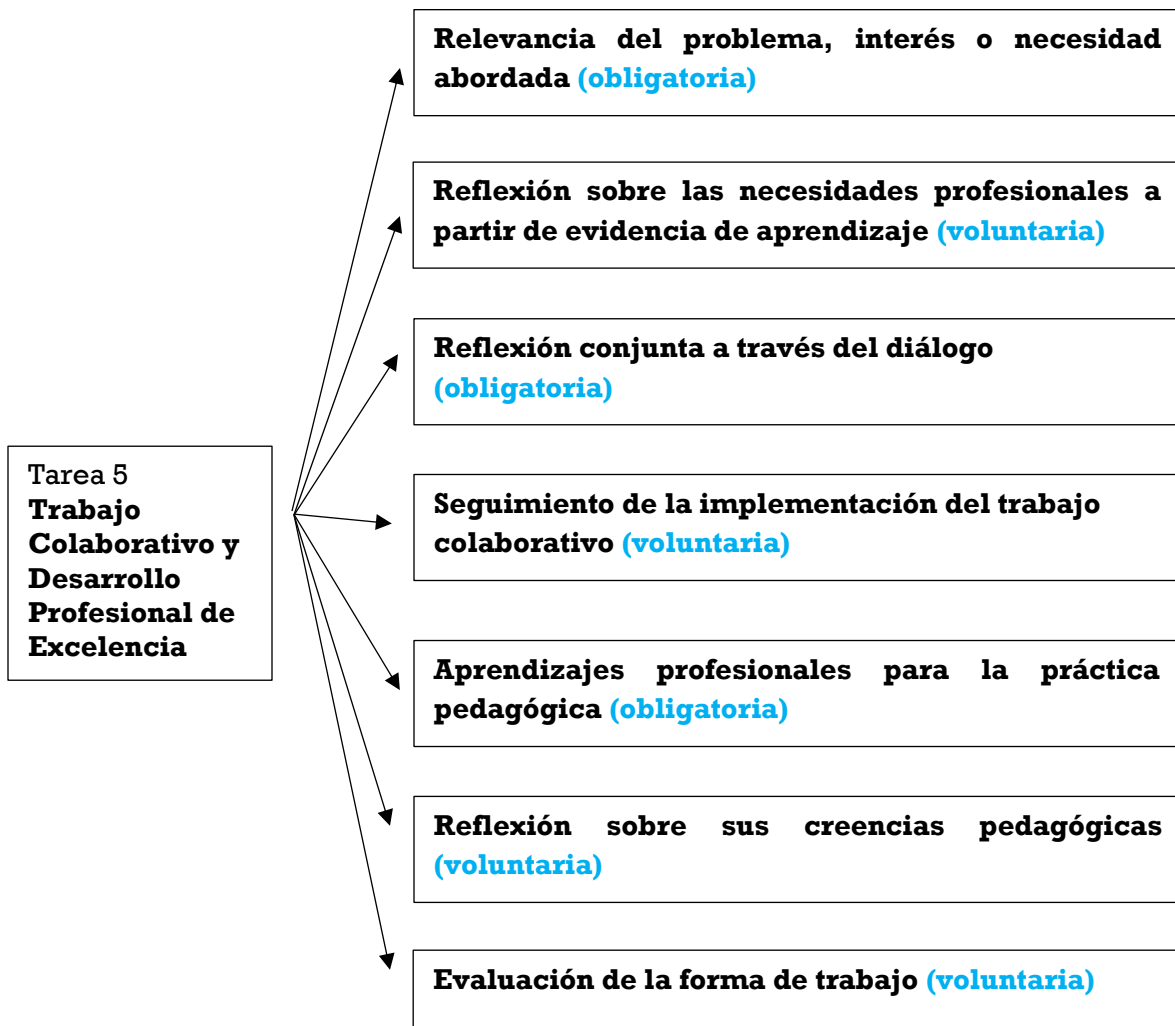 Relevancia del problema, interés o necesidad
abordada (obligatoria)
Reflexión sobre las necesidades profesionales a
partir de evidencia de aprendizaje (voluntaria)
Reflexión conjunta a través del diálogo
(obligatoria)
Tarea 5
Trabajo
Colaborativo y
Desarrollo
Profesional de
Excelencia
Seguimiento de la implementación del trabajo
colaborativo (voluntaria)
Aprendizajes profesionales para la práctica
pedagógica (obligatoria)
Reflexión sobre sus creencias pedagógicas
(voluntaria)
Evaluación de la forma de trabajo (voluntaria)